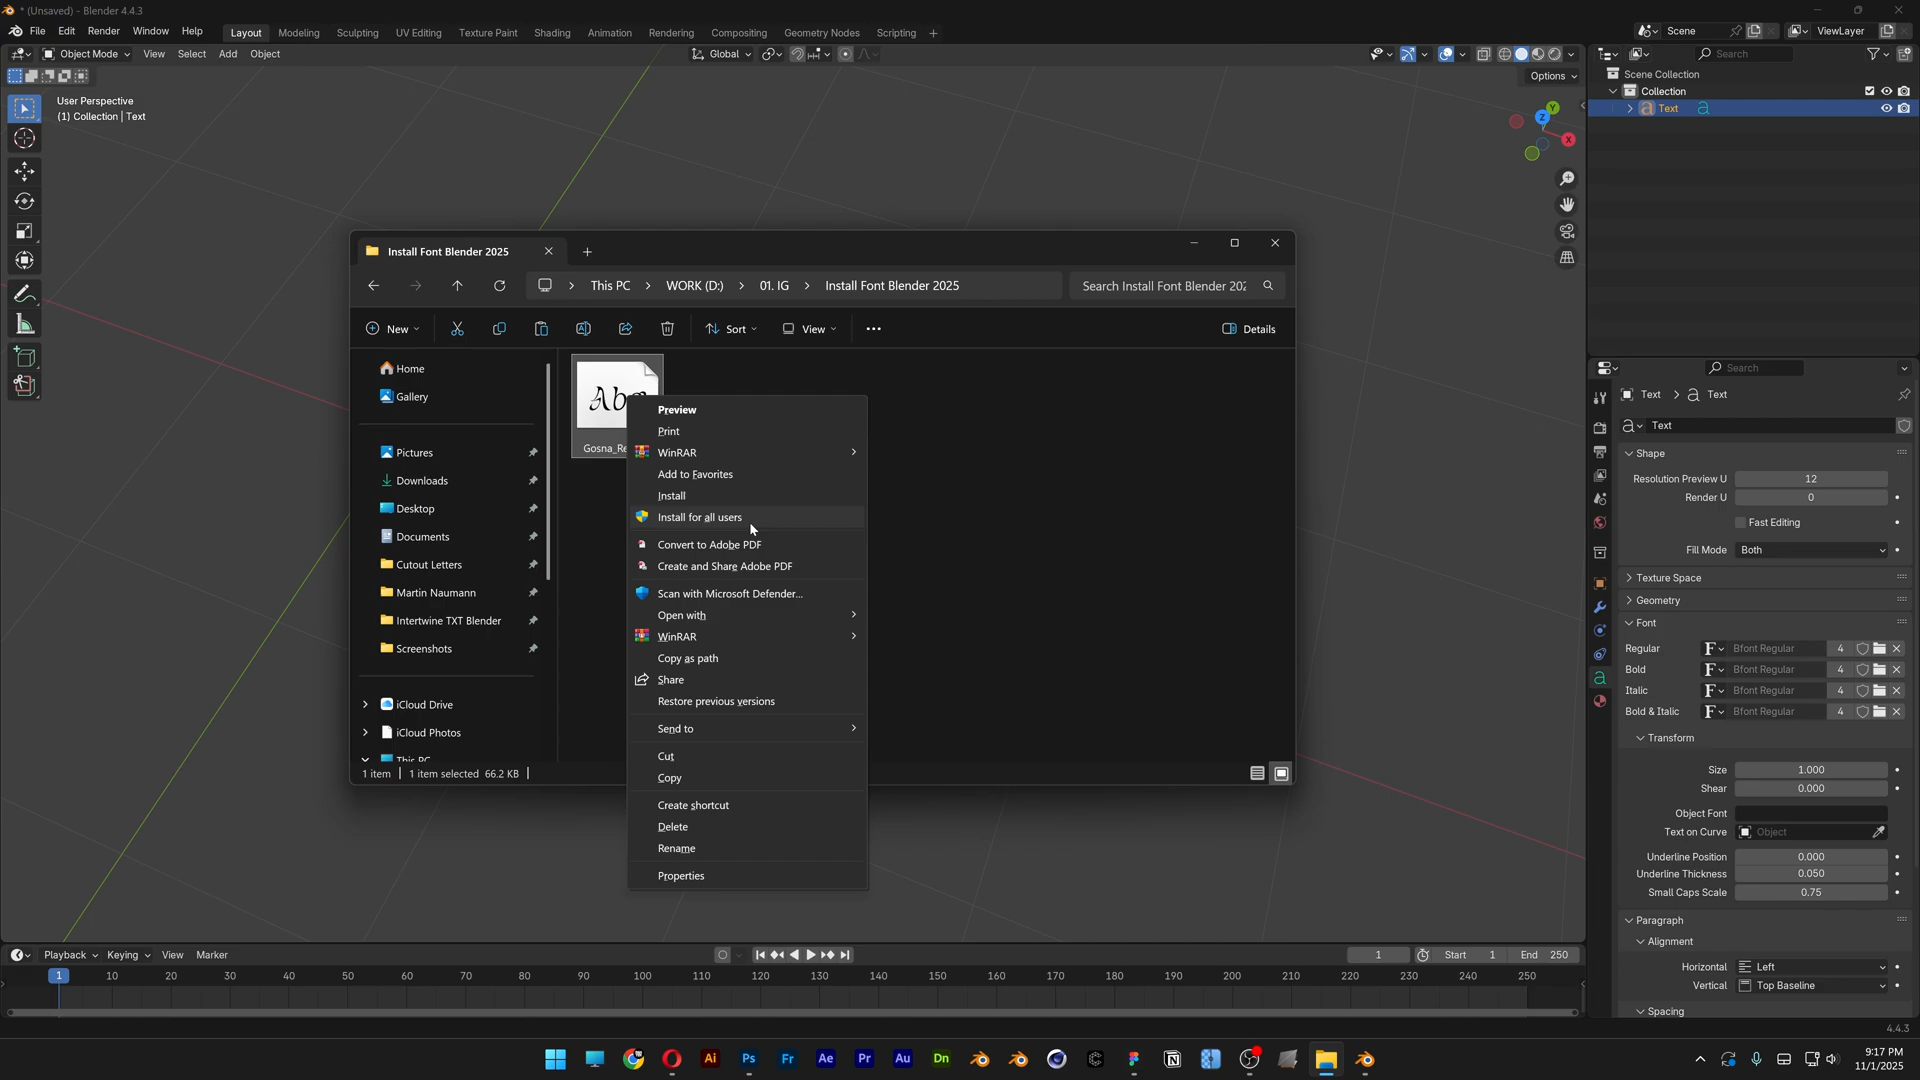 * (Unsaved) - Blender 4.4.3
File Edit Render Window Help Layout Modeling Sculpting UV Editing Texture Paint Shading Animation Rendering Compositing Geometry Nodes Scripting + Scene ViewLayer
Object Mode View Select Add Object Global Search
Options
User Perspective
(1) Collection | Text
Z
Y
X
Scene Collection
Collection
Text
Install Font Blender 2025
This PC > WORK (D:) > 01. IG > Install Font Blender 2025
Search Install Font Blender 202
New Sort View Details
Home
Gallery
Pictures
Downloads
Desktop
Documents
Cutout Letters
Martin Naumann
Intertwine TXT Blender
Screenshots
iCloud Drive
iCloud Photos
This PC
1 item 1 item selected 66.2 KB
Gosna_Re
Preview
Print
WinRAR
Add to Favorites
Install
Install for all users
Convert to Adobe PDF
Create and Share Adobe PDF
Scan with Microsoft Defender...
Open with
WinRAR
Copy as path
Share
Restore previous versions
Send to
Cut
Copy
Create shortcut
Delete
Rename
Properties
Search
Text > Text
Text
Shape
Resolution Preview U 12
Render U 0
Fast Editing
Fill Mode Both
Texture Space
Geometry
Font
Regular Bfont Regular 4
Bold Bfont Regular 4
Italic Bfont Regular 4
Bold & Italic Bfont Regular 4
Transform
Size 1.000
Shear 0.000
Object Font
Text on Curve Object
Underline Position 0.000
Underline Thickness 0.050
Small Caps Scale 0.75
Paragraph
Alignment
Horizontal Left
Vertical Top Baseline
Spacing
Playback Keying View Marker 1 Start 1 End 250
1 10 20 30 40 50 60 70 80 90 100 110 120 130 140 150 160 170 180 190 200 210 220 230 240 250
4.4.3
Ai Ps Fr Ae Pr Au Dn
9:17 PM
11/1/2025